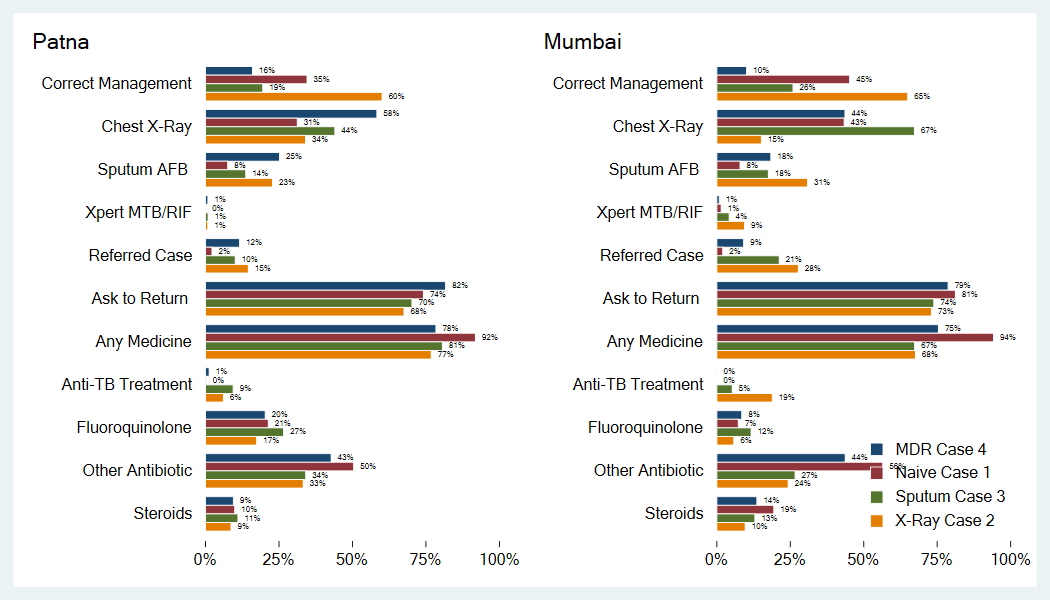 Patna
Correct Management 16% 35% 19% 60%
Chest X-Ray 58% 31% 44% 34%
Sputum AFB 25% 8% 14% 23%
Xpert MTB/RIF 1% 0% 1% 1%
Referred Case 12% 2% 10% 15%
Ask to Return 82% 74% 70% 68%
Any Medicine 78% 92% 81% 77%
Anti-TB Treatment 1% 0% 9% 6%
Fluoroquinolone 20% 21% 27% 17%
Other Antibiotic 43% 50% 34% 33%
Steroids 9% 10% 11% 9%
0% 25% 50% 75% 100%
Mumbai
Correct Management 10% 45% 26% 65%
Chest X-Ray 44% 43% 67% 15%
Sputum AFB 18% 8% 18% 31%
Xpert MTB/RIF 1% 1% 4% 9%
Referred Case 9% 2% 21% 28%
Ask to Return 79% 81% 74% 73%
Any Medicine 75% 94% 67% 68%
Anti-TB Treatment 0% 0% 5% 19%
Fluoroquinolone 8% 7% 12% 6%
Other Antibiotic 44% 56% 27% 24%
Steroids 14% 19% 13% 10%
0% 25% 50% 75% 100%
MDR Case 4
Naive Case 1
Sputum Case 3
X-Ray Case 2